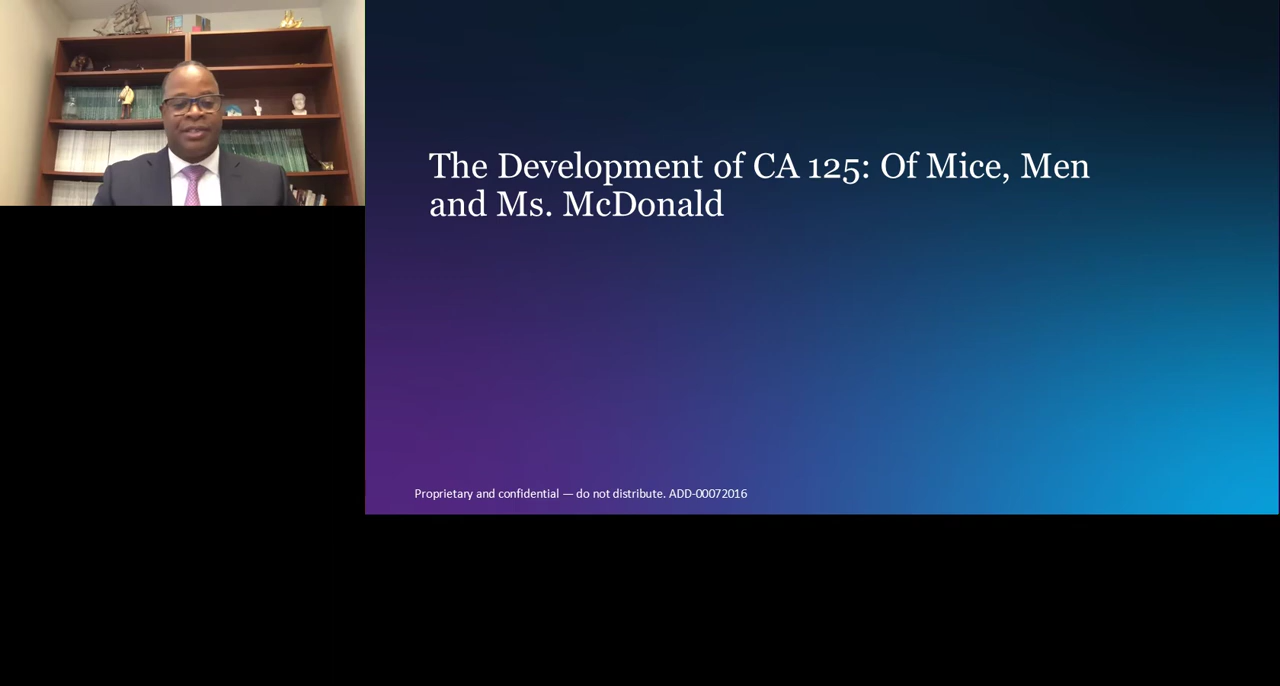 The Development of CA 125: Of Mice, Men
and Ms. McDonald
Proprietary and confidential — do not distribute. ADD-00072016